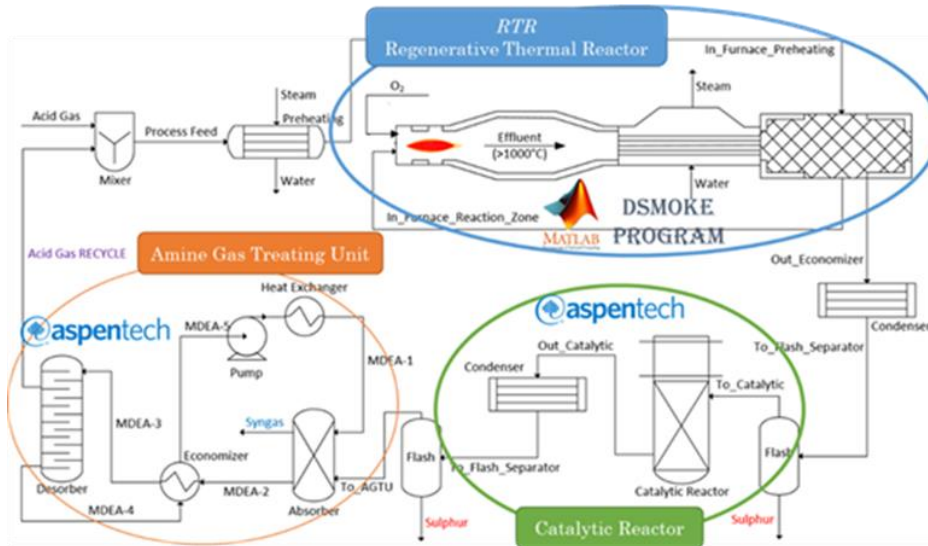 RTR
Regenerative Thermal Reactor
In_Furnace_Preheating
O₂
Steam
Steam
Acid Gas
Process Feed
Preheating
Effluent
(>1000°C)
Mixer
Water
Water
In_Furnace_Reaction_Zone
MATLAB
DSMOKE
PROGRAM
Acid Gas RECYCLE
Amine Gas Treating Unit
Out_Economizer
Heat Exchanger
aspentech
MDEA-5
aspentech
Condenser
Pump
MDEA-1
Out_Catalytic
To_Flash_Separator
Condenser
To_Catalytic
MDEA-3
Syngas
Economizer
Flash
Flash
To_Flash_Separator
Desorber
MDEA-2
To_AGTU
Catalytic Reactor
MDEA-4
Absorber
Sulphur
Catalytic Reactor
Sulphur